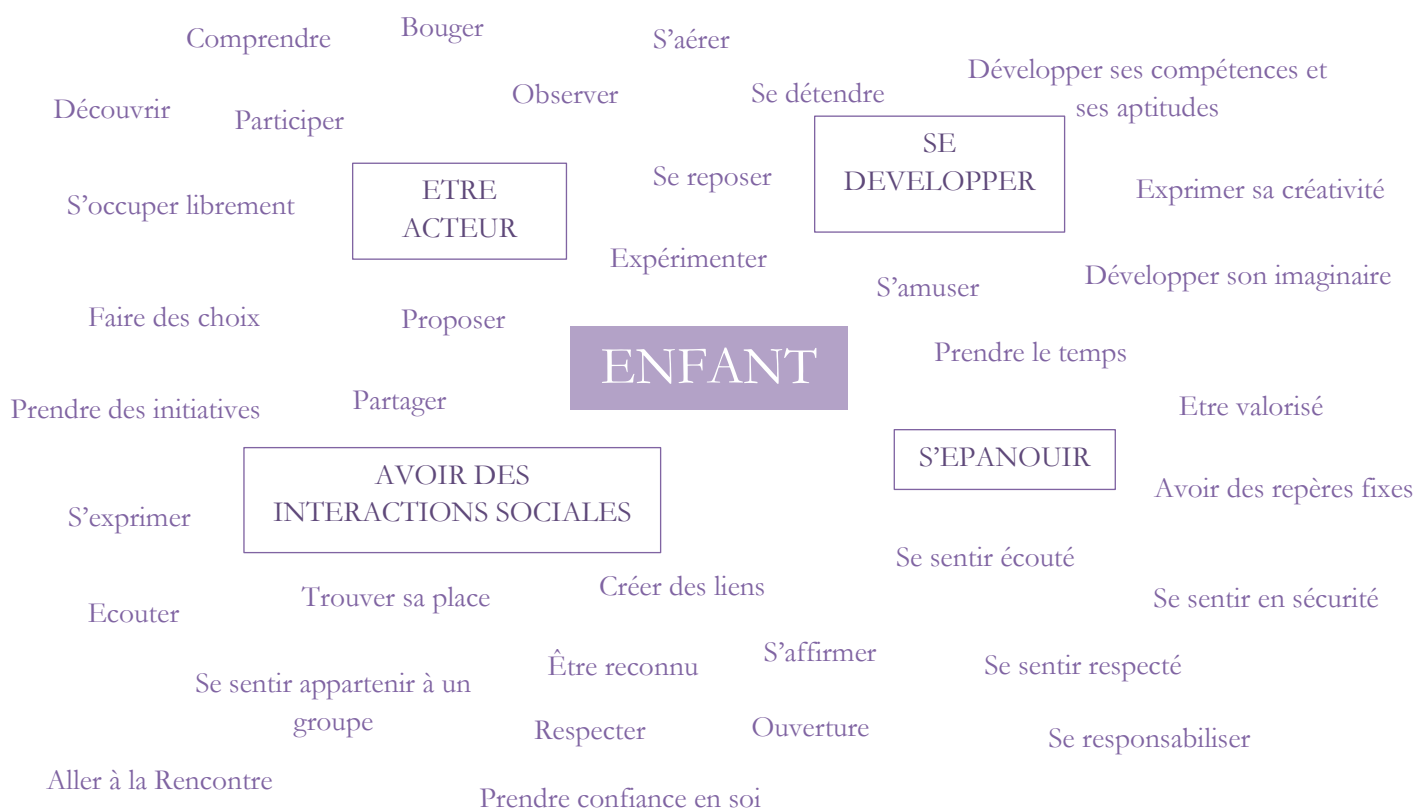 Comprendre
Bouger
S'aérer
Développer ses compétences et
ses aptitudes
Découvrir
Participer
Observer
Se détendre
SE
DEVELOPPER
ETRE
ACTEUR
Se reposer
Exprimer sa créativité
S'occuper librement
Expérimenter
S'amuser
Développer son imaginaire
Faire des choix
Proposer
ENFANT
Prendre le temps
Prendre des initiatives
Partager
Etre valorisé
S'EPANOUIR
AVOIR DES
INTERACTIONS SOCIALES
Avoir des repères fixes
S'exprimer
Se sentir écouté
Ecouter
Trouver sa place
Créer des liens
Se sentir en sécurité
Se sentir appartenir à un
groupe
Être reconnu
S'affirmer
Se sentir respecté
Respecter
Ouverture
Se responsabiliser
Aller à la Rencontre
Prendre confiance en soi